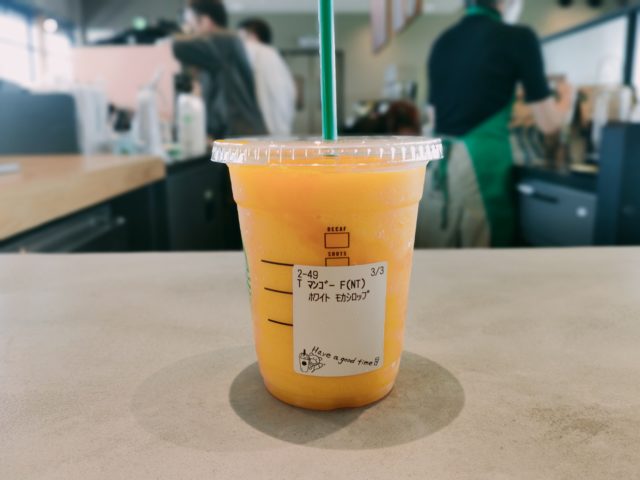 DECAF
SHOTS
2-49 3/3
T ﾏﾝｺﾞｰ F(NT)
ﾎﾜｲﾄ ﾓｶｼﾛｯﾌﾟ
Have a good time